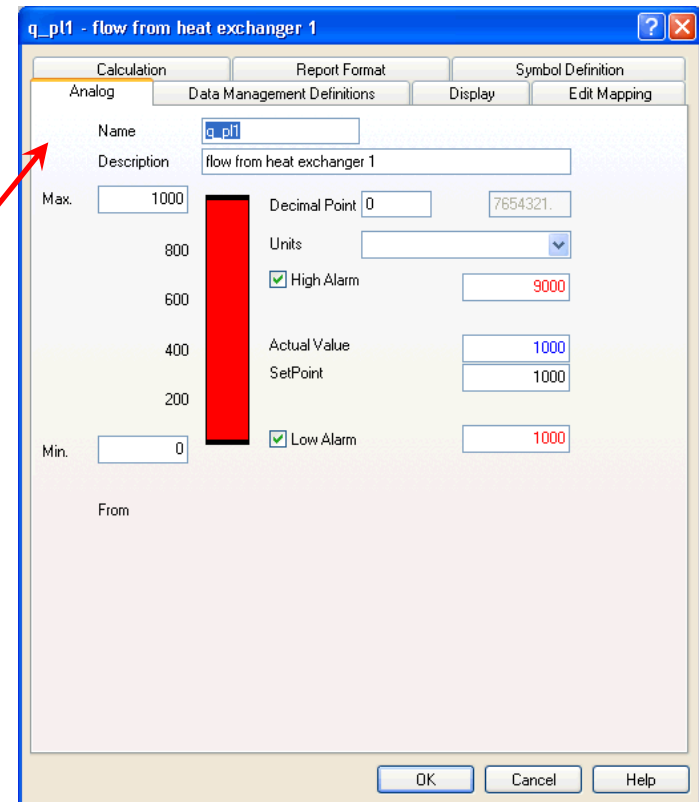 q_pl1 - flow from heat exchanger 1
Calculation Report Format Symbol Definition
Analog Data Management Definitions Display Edit Mapping
Name q_pl1
Description flow from heat exchanger 1
Max. 1000 Decimal Point 0 7654321.
800 Units
High Alarm 9000
600
400 Actual Value 1000
SetPoint 1000
200
Min. 0 Low Alarm 1000
From
OK Cancel Help